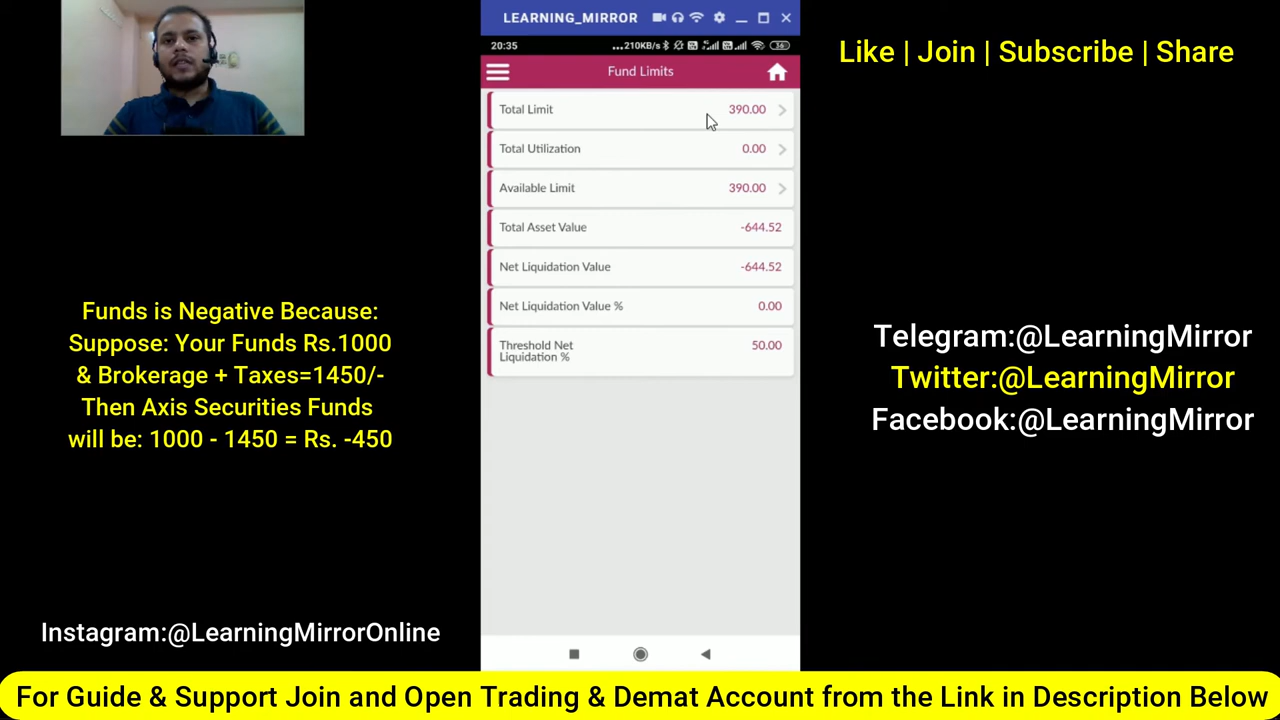 LEARNING_MIRROR
20:35
...210KB/s
36
Fund Limits
Total Limit 390.00
Total Utilization 0.00
Available Limit 390.00
Total Asset Value -644.52
Net Liquidation Value -644.52
Net Liquidation Value % 0.00
Threshold Net 50.00
Liquidation %
Funds is Negative Because:
Suppose: Your Funds Rs.1000
& Brokerage + Taxes=1450/-
Then Axis Securities Funds
will be: 1000 - 1450 = Rs. -450
Instagram:@LearningMirrorOnline
Like | Join | Subscribe | Share
Telegram:@LearningMirror
Twitter:@LearningMirror
Facebook:@LearningMirror
For Guide & Support Join and Open Trading & Demat Account from the Link in Description Below